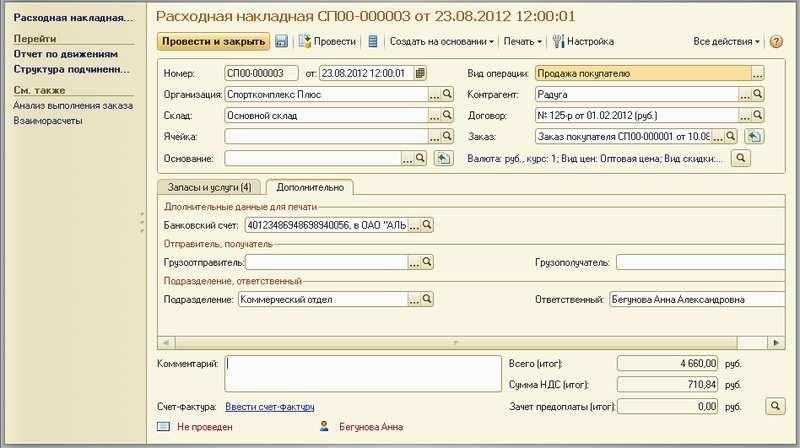 Расходная накладная...
Перейти
Отчет по движениям
Структура подчиненн...
См. также
Анализ выполнения заказа
Взаиморасчеты
Расходная накладная СП00-000003 от 23.08.2012 12:00:01
Провести и закрыть Провести Создать на основании Печать Настройка Все действия
Номер: СП00-000003 от: 23.08.2012 12:00:01 Вид операции: Продажа покупателю ...
Организация: Спорткомплекс Плюс ... Контрагент: Радуга ...
Склад: Основной склад ... Договор: № 125-р от 01.02.2012 (руб.) ...
Ячейка: ... Заказ: Заказ покупателя СП00-000001 от 10.08 ...
Основание: ... Валюта: руб., курс: 1; Вид цен: Оптовая цена; Вид скидки:...
Запасы и услуги (4) Дополнительно
Дполнительные данные для печати
Банковский счет: 40123486948698940056, в ОАО "АЛЬ ...
Отправитель, получатель
Грузоотправитель: ... Грузополучатель:
Подразделение, ответственный
Подразделение: Коммерческий отдел ... Ответственный: Бегунова Анна Александровна
Комментарий: Всего (итог): 4 660,00 руб.
Сумма НДС (итог): 710,84 руб.
Счет-фактура: Ввести счет-фактуру Зачет предоплаты (итог): 0,00 руб.
Не проведен Бегунова Анна